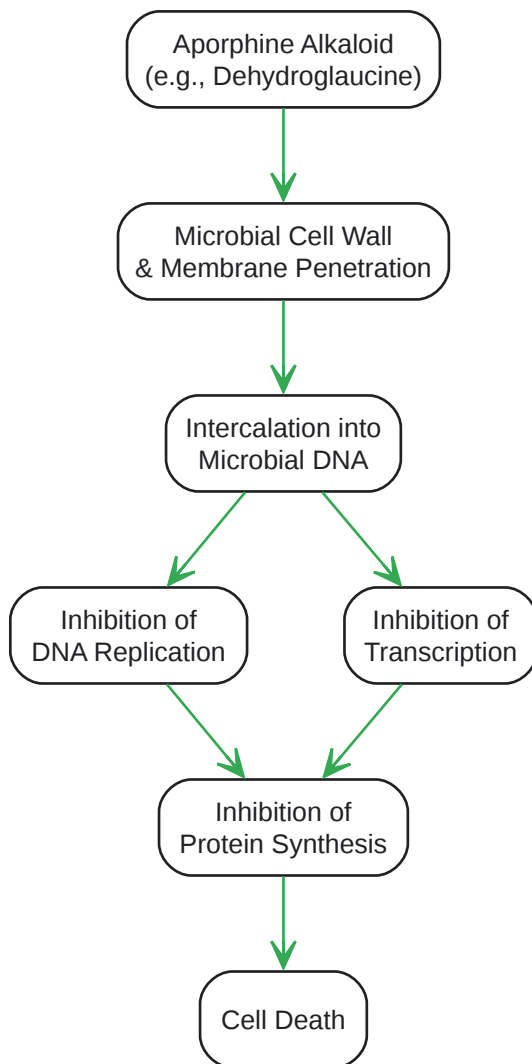 Aporphine Alkaloid
(e.g., Dehydroglaucine)
Microbial Cell Wall
& Membrane Penetration
Intercalation into
Microbial DNA
Inhibition of
DNA Replication
Inhibition of
Transcription
Inhibition of
Protein Synthesis
Cell Death